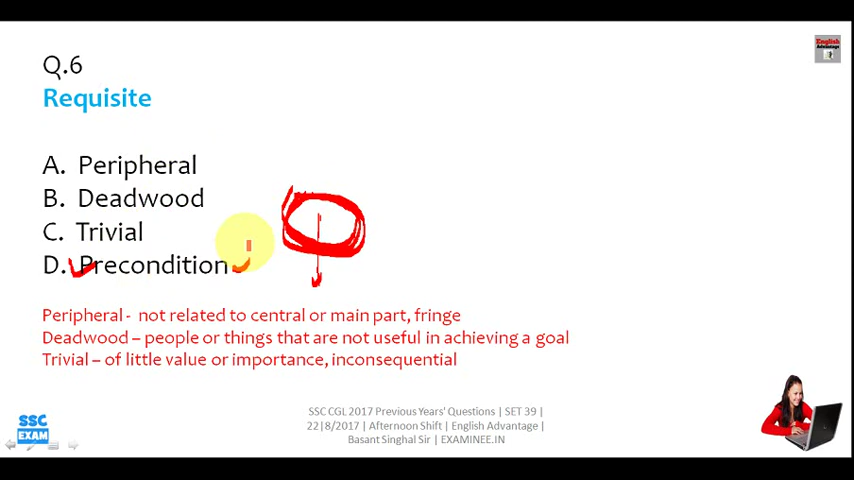 English
Advantage
Q.6
Requisite
A. Peripheral
B. Deadwood
C. Trivial
D. Precondition
Peripheral - not related to central or main part, fringe
Deadwood – people or things that are not useful in achieving a goal
Trivial – of little value or importance, inconsequential
SSC CGL 2017 Previous Years' Questions | SET 39 |
22|8/2017 | Afternoon Shift | English Advantage |
Basant Singhal Sir | EXAMINEE.IN
SSC
EXAM